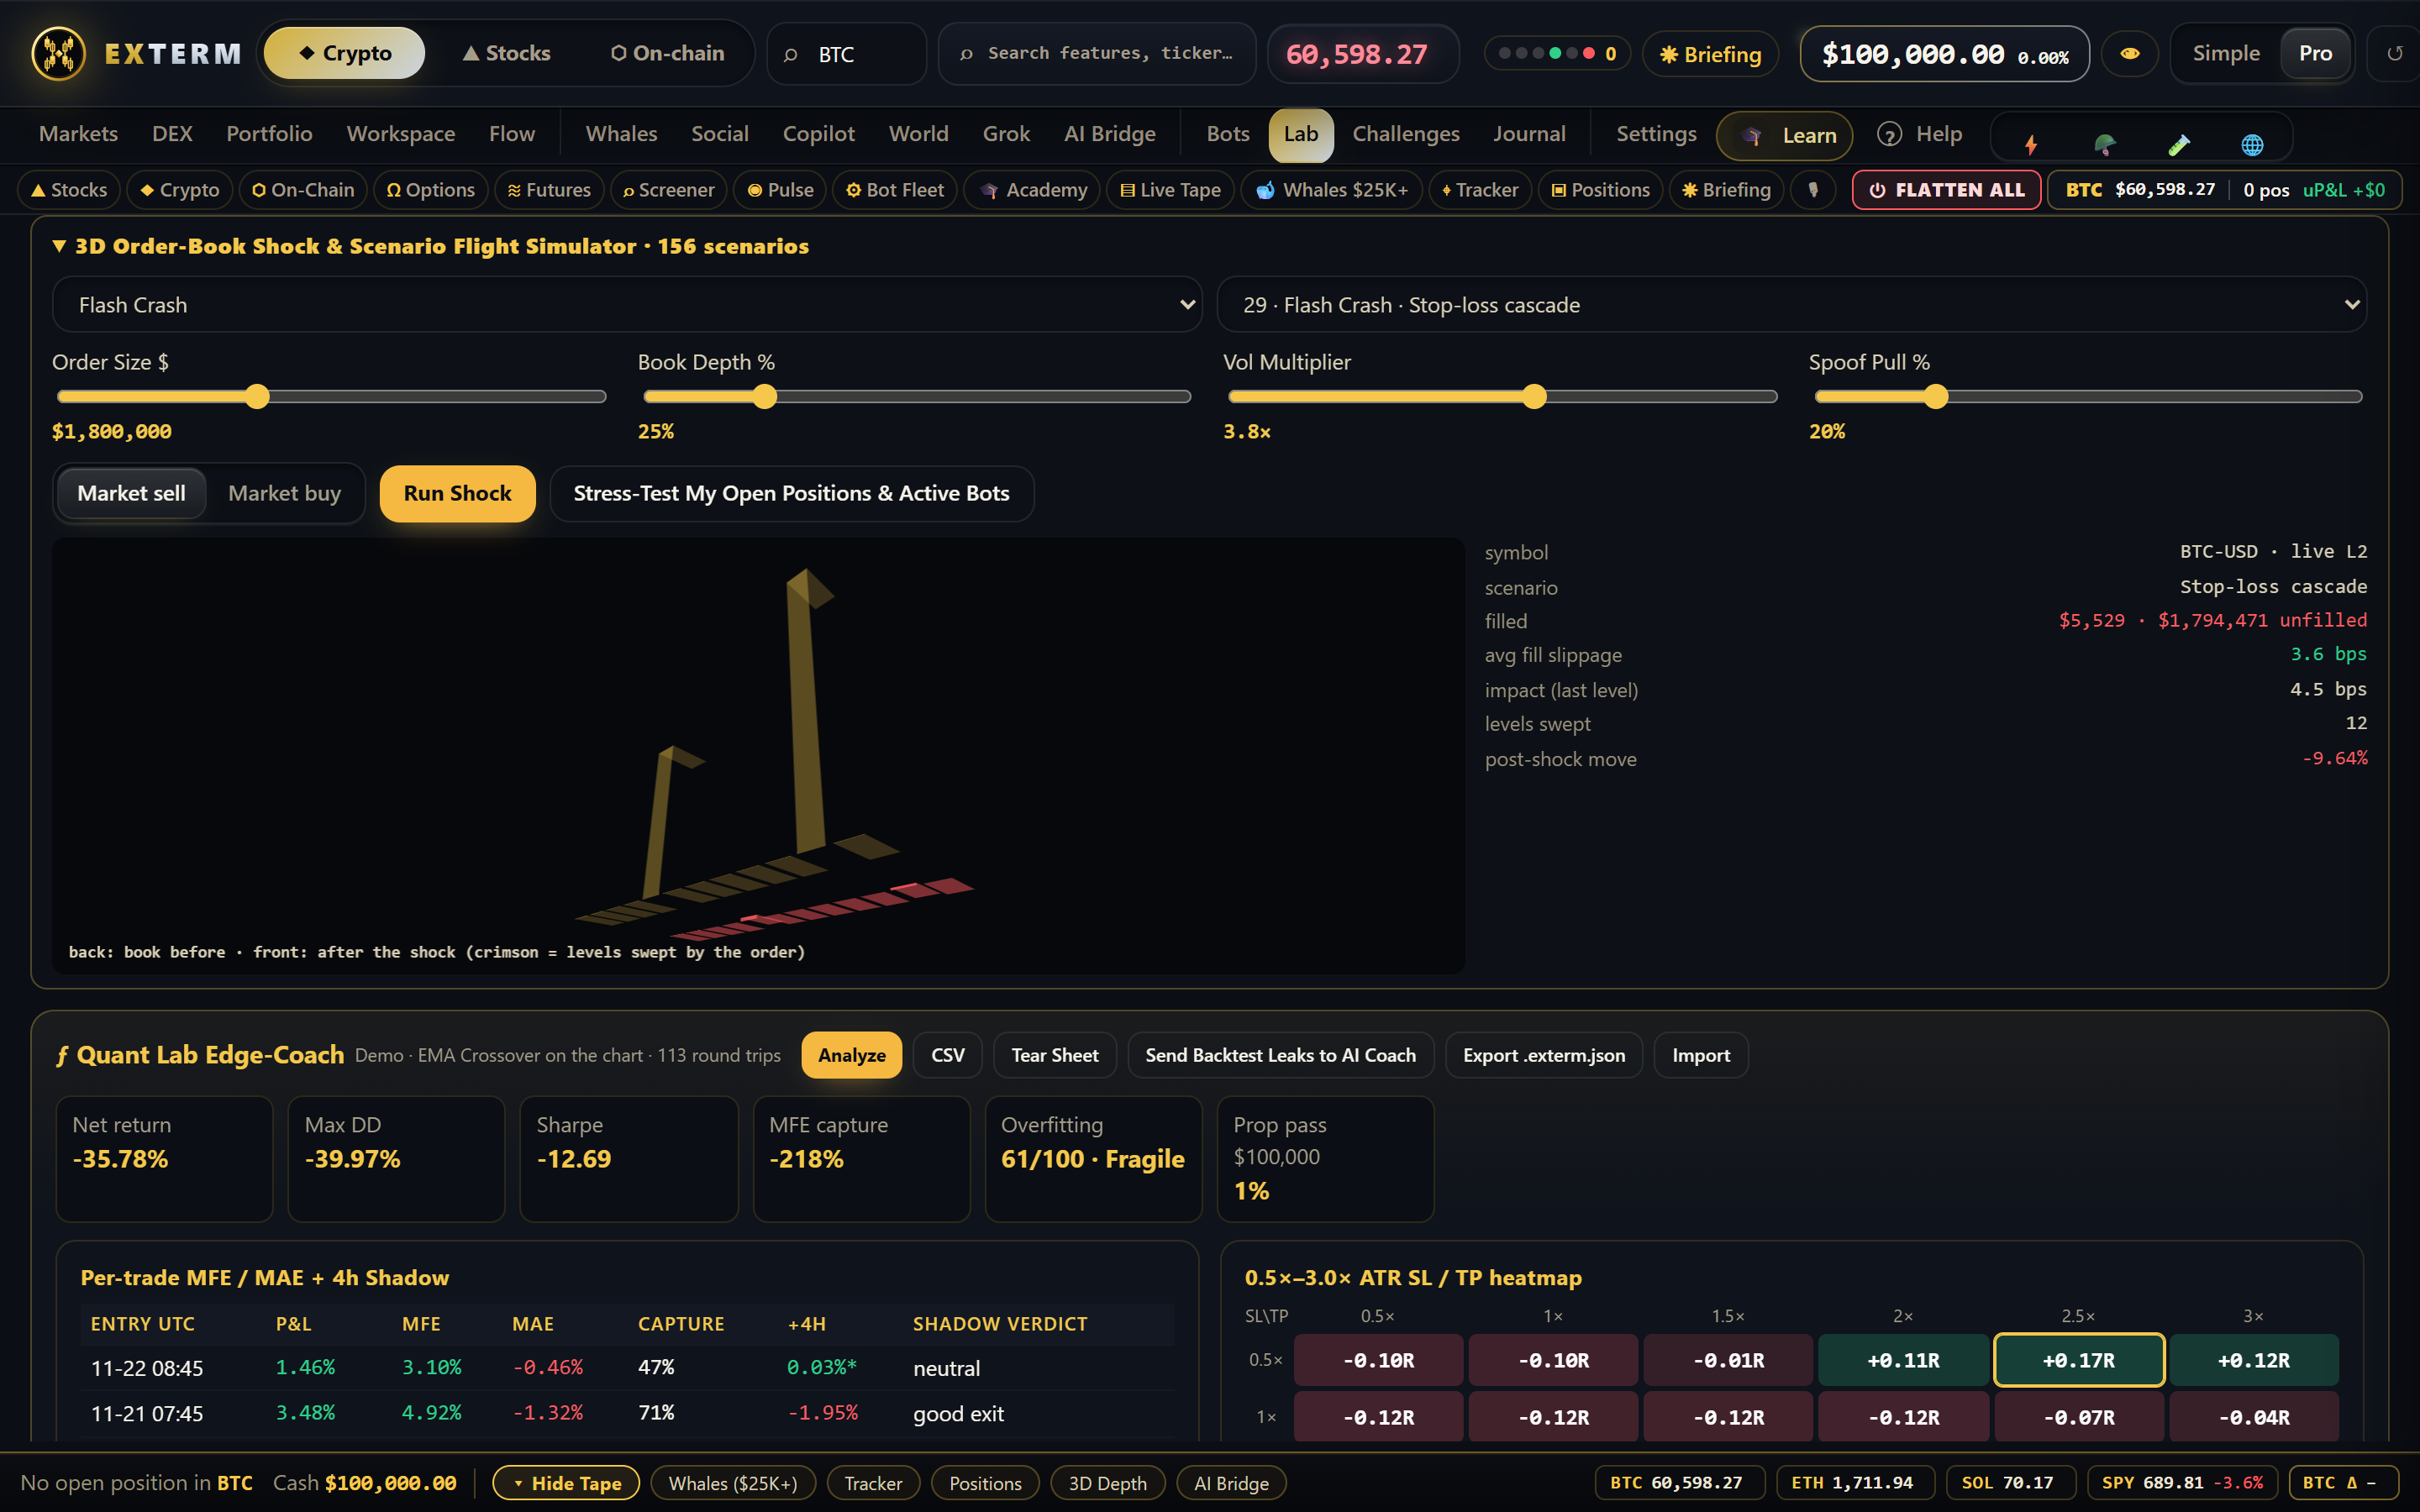 EXTERM
◆ Crypto
▲ Stocks
⬡ On-chain
BTC
Search features, ticker…
60,598.27
0
Briefing
$100,000.00 0.00%
Simple
Pro
Markets DEX Portfolio Workspace Flow Whales Social Copilot World Grok AI Bridge Bots Lab Challenges Journal Settings Learn ? Help
▲ Stocks ◆ Crypto ⬡ On-Chain Ω Options ≋ Futures Screener Pulse Bot Fleet Academy Live Tape Whales $25K+ Tracker Positions Briefing FLATTEN ALL BTC $60,598.27 0 pos uP&L +$0
▼ 3D Order-Book Shock & Scenario Flight Simulator · 156 scenarios
Flash Crash
29 · Flash Crash · Stop-loss cascade
Order Size $
Book Depth %
Vol Multiplier
Spoof Pull %
$1,800,000
25%
3.8×
20%
Market sell
Market buy
Run Shock
Stress-Test My Open Positions & Active Bots
symbol BTC-USD · live L2
scenario Stop-loss cascade
filled $5,529 · $1,794,471 unfilled
avg fill slippage 3.6 bps
impact (last level) 4.5 bps
levels swept 12
post-shock move -9.64%
back: book before · front: after the shock (crimson = levels swept by the order)
ƒ Quant Lab Edge-Coach Demo · EMA Crossover on the chart · 113 round trips
Analyze
CSV
Tear Sheet
Send Backtest Leaks to AI Coach
Export .exterm.json
Import
Net return
-35.78%
Max DD
-39.97%
Sharpe
-12.69
MFE capture
-218%
Overfitting
61/100 · Fragile
Prop pass
$100,000
1%
Per-trade MFE / MAE + 4h Shadow
ENTRY UTC P&L MFE MAE CAPTURE +4H SHADOW VERDICT
11-22 08:45 1.46% 3.10% -0.46% 47% 0.03%* neutral
11-21 07:45 3.48% 4.92% -1.32% 71% -1.95% good exit
0.5×–3.0× ATR SL / TP heatmap
SL\TP 0.5× 1× 1.5× 2× 2.5× 3×
0.5× -0.10R -0.10R -0.01R +0.11R +0.17R +0.12R
1× -0.12R -0.12R -0.12R -0.12R -0.07R -0.04R
No open position in BTC Cash $100,000.00
▼ Hide Tape
Whales ($25K+)
Tracker
Positions
3D Depth
AI Bridge
BTC 60,598.27
ETH 1,711.94
SOL 70.17
SPY 689.81 -3.6%
BTC Δ –